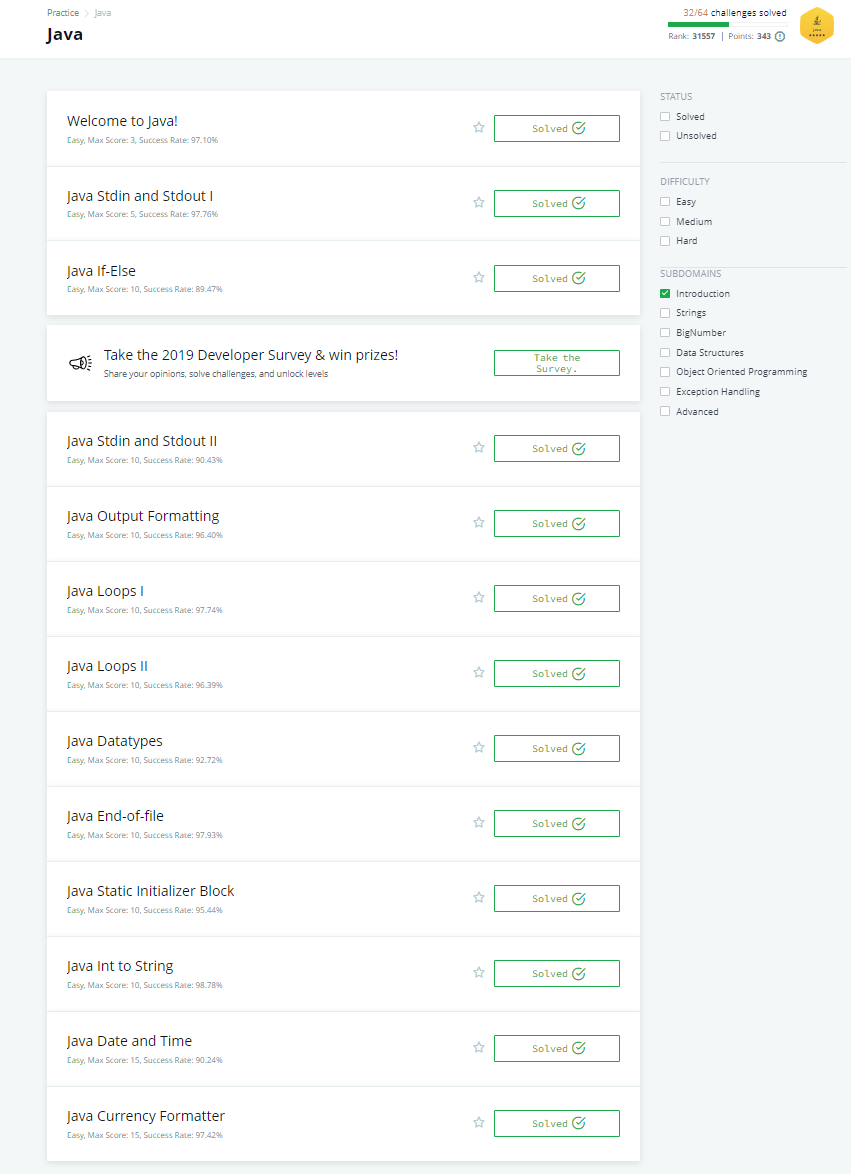 Practice > Java
32/64 challenges solved
Java
Rank: 31557 | Points: 343
Java
Welcome to Java!
Easy, Max Score: 3, Success Rate: 97.10%
Solved
Java Stdin and Stdout I
Easy, Max Score: 5, Success Rate: 97.76%
Solved
Java If-Else
Easy, Max Score: 10, Success Rate: 89.47%
Solved
Take the 2019 Developer Survey & win prizes!
Share your opinions, solve challenges, and unlock levels
Take the
Survey.
Java Stdin and Stdout II
Easy, Max Score: 10, Success Rate: 90.43%
Solved
Java Output Formatting
Easy, Max Score: 10, Success Rate: 96.40%
Solved
Java Loops I
Easy, Max Score: 10, Success Rate: 97.74%
Solved
Java Loops II
Easy, Max Score: 10, Success Rate: 96.39%
Solved
Java Datatypes
Easy, Max Score: 10, Success Rate: 92.72%
Solved
Java End-of-file
Easy, Max Score: 10, Success Rate: 97.93%
Solved
Java Static Initializer Block
Easy, Max Score: 10, Success Rate: 95.44%
Solved
Java Int to String
Easy, Max Score: 10, Success Rate: 98.78%
Solved
Java Date and Time
Easy, Max Score: 15, Success Rate: 90.24%
Solved
Java Currency Formatter
Easy, Max Score: 15, Success Rate: 97.42%
Solved
STATUS
Solved
Unsolved
DIFFICULTY
Easy
Medium
Hard
SUBDOMAINS
Introduction
Strings
BigNumber
Data Structures
Object Oriented Programming
Exception Handling
Advanced